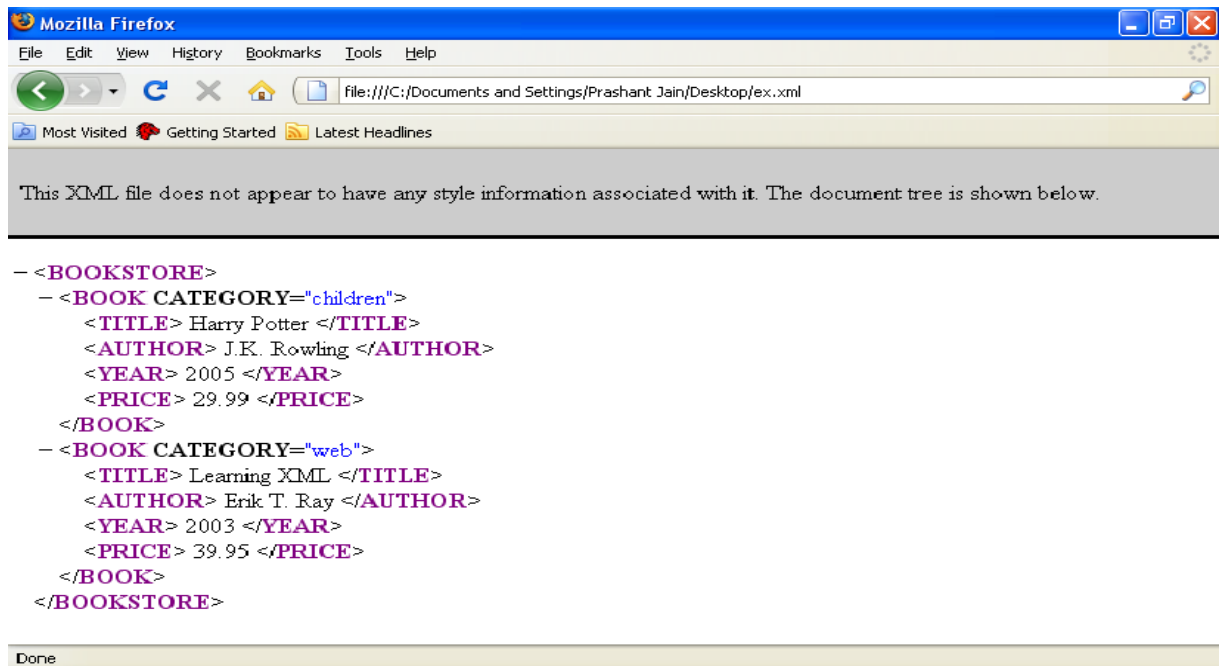 Mozilla Firefox
File Edit View History Bookmarks Tools Help
file:///C:/Documents and Settings/Prashant Jain/Desktop/ex.xml
Most Visited Getting Started Latest Headlines
This XML file does not appear to have any style information associated with it. The document tree is shown below.
− <BOOKSTORE>
− <BOOK CATEGORY="children">
<TITLE> Harry Potter </TITLE>
<AUTHOR> J.K. Rowling </AUTHOR>
<YEAR> 2005 </YEAR>
<PRICE> 29.99 </PRICE>
</BOOK>
− <BOOK CATEGORY="web">
<TITLE> Learning XML </TITLE>
<AUTHOR> Erik T. Ray </AUTHOR>
<YEAR> 2003 </YEAR>
<PRICE> 39.95 </PRICE>
</BOOK>
</BOOKSTORE>
Done